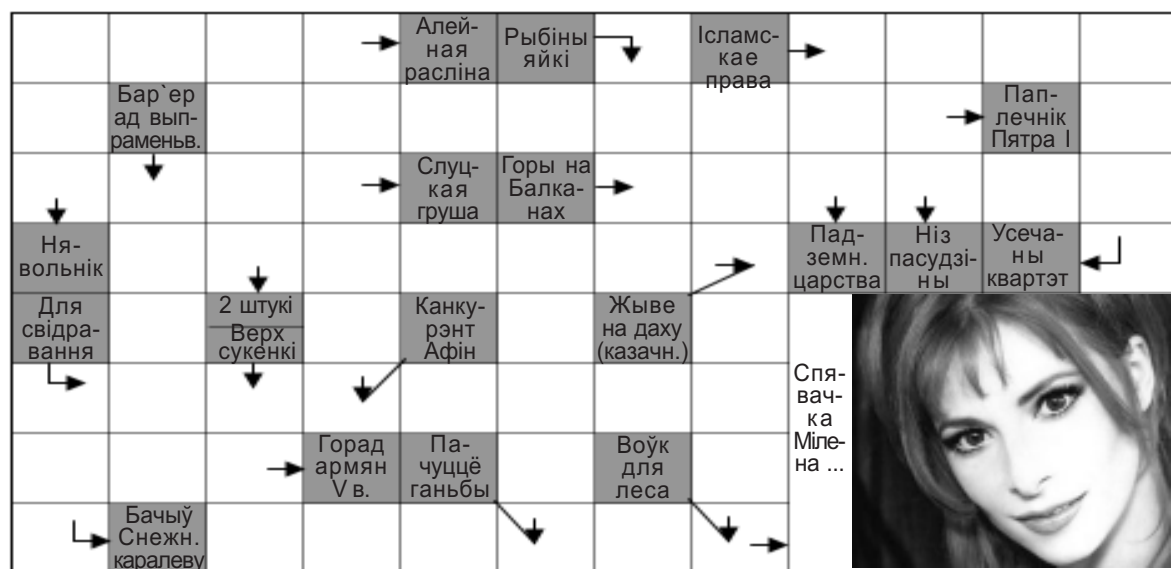 Алей-
ная
расліна
Рыбіны
яйкі
Ісламс-
кае
права
Бар`ер
ад вып-
раменьв.
Пап-
лечнік
Пятра I
Слуц-
кая
груша
Горы на
Балка-
нах
Ня-
вольнік
Пад-
земн.
царства
Ніз
пасудзі-
ны
Усеча-
ны
квартэт
Для
свідра-
вання
2 штукі
Верх
сукенкі
Канку-
рэнт
Афін
Жыве
на даху
(казачн.)
Спя-
вач-
ка
Міле-
на ...
Горад
армян
V в.
Па-
чуццё
ганьбы
Воўк
для
леса
Бачыў
Снежн.
каралеву